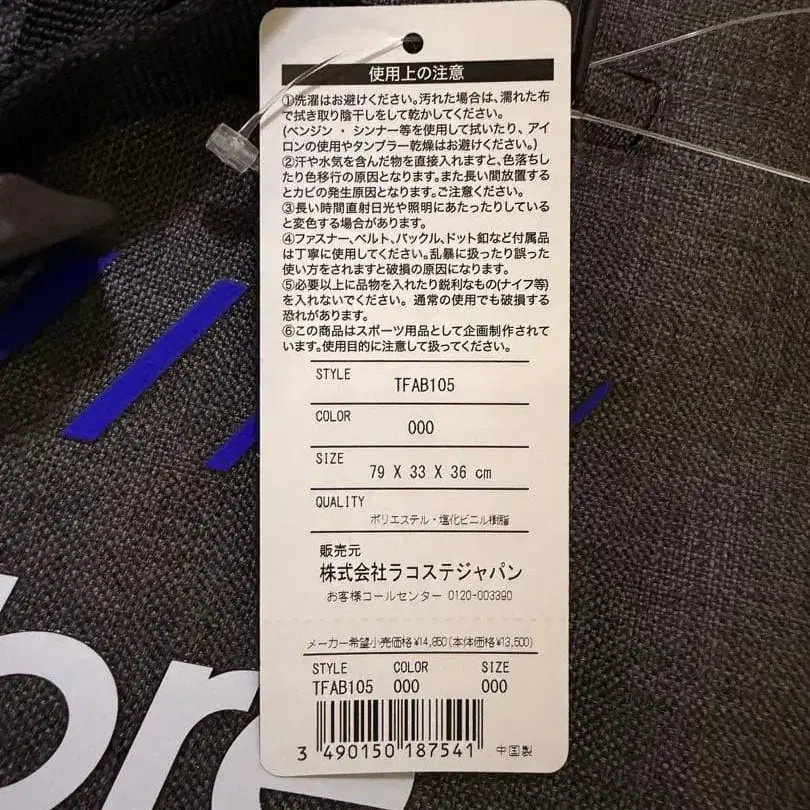 使用上の注意
①洗濯はお避けください。汚れた場合は、濡れた布
で拭き取り陰干しをして乾かしてください。
(ベンジン ・ シンナー等を使用して拭いたり、アイ
ロンの使用やタンブラー乾燥はお避けください。)
②汗や水気を含んだ物を直接入れますと、色落ちし
たり色移行の原因となります。また長い間放置する
とカビの発生原因となります。ご注意ください。
③長い時間直射日光や照明にあたったりしている
と変色する場合があります。
④ファスナー、ベルト、バックル、ドット釦など付属品
は丁寧に使用してください。乱暴に扱ったり誤った
使い方をされますと破損の原因になります。
⑤必要以上に品物を入れたり鋭利なもの(ナイフ等)
を入れないでください。 通常の使用でも破損する
恐れがあります。
⑥この商品はスポーツ用品として企画制作されて
います。使用目的に注意して扱ってください。
STYLE
TFAB105
COLOR
000
SIZE
79 X 33 X 36 cm
QUALITY
ポリエステル・塩化ビニル樹脂
販売元
株式会社ラコステジャパン
お客様コールセンター 0120-003390
メーカー希望小売価格¥14,850(本体価格¥13,500)
STYLE COLOR SIZE
TFAB105 000 000
3 490150 187541 中国製
bre